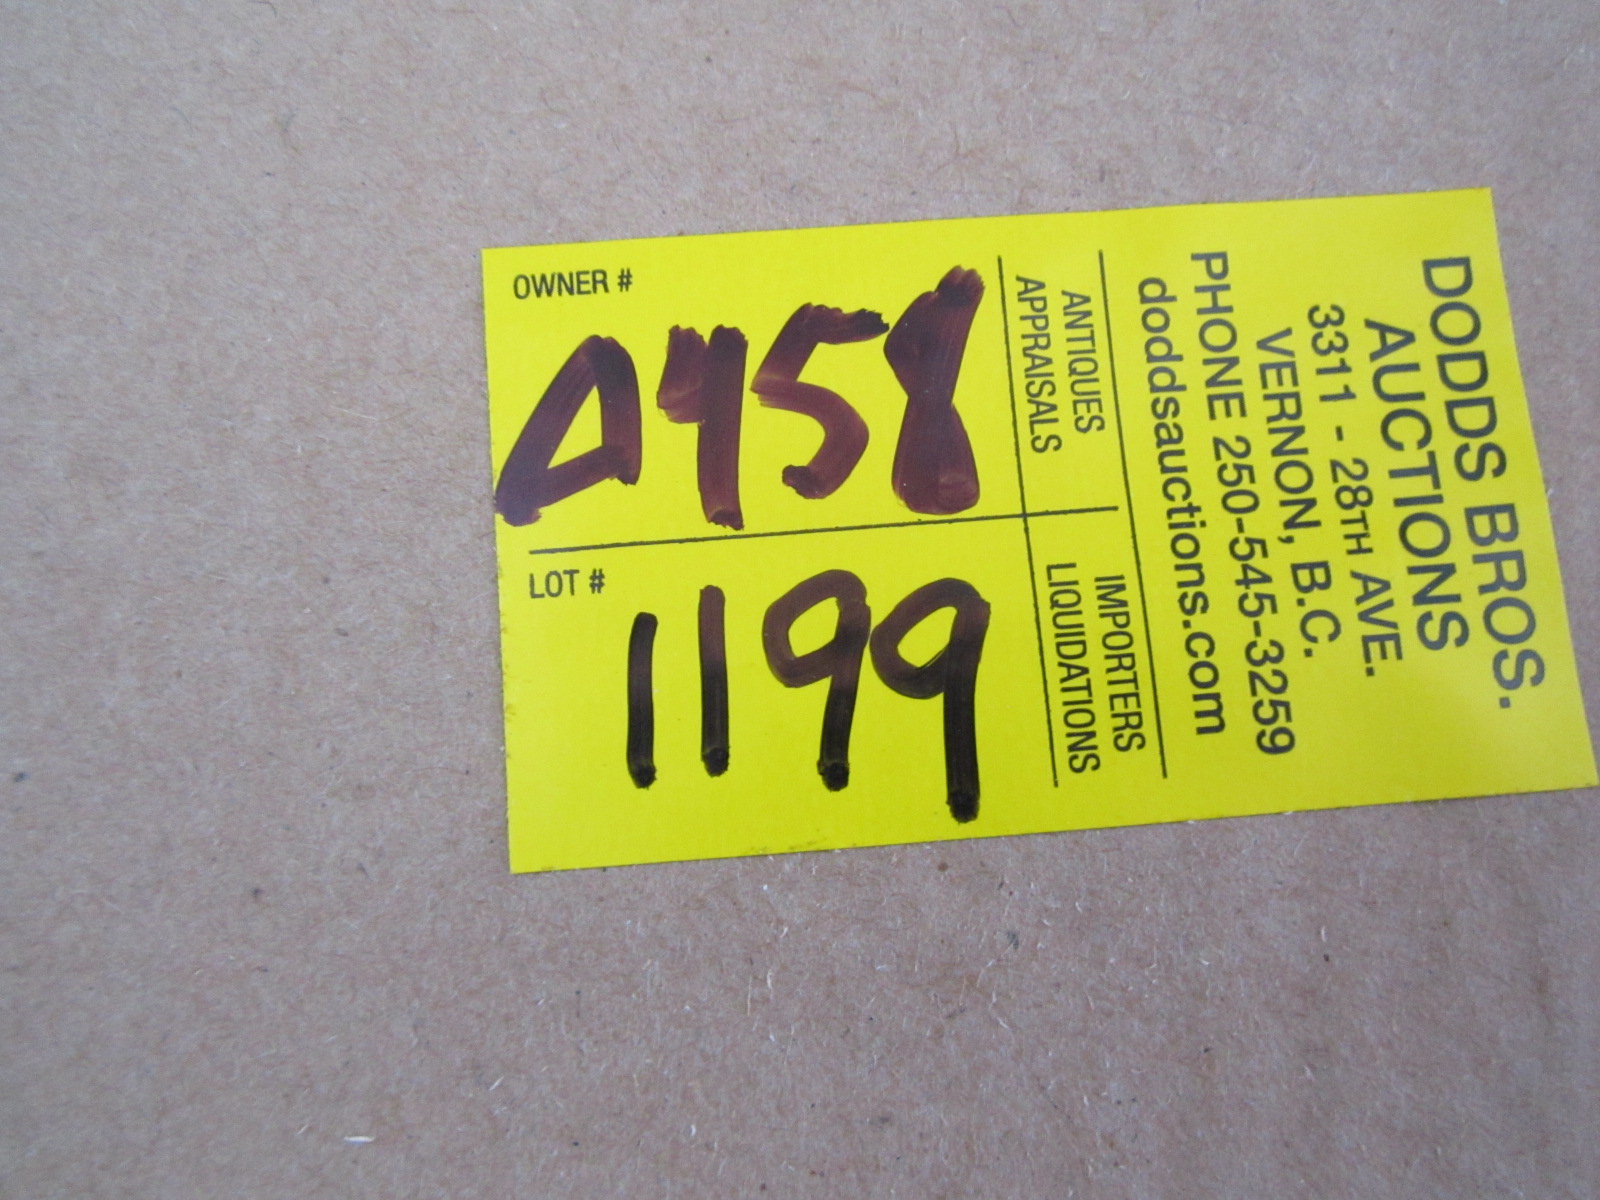 DODDS BROS.
AUCTIONS
3311 - 28TH AVE.
VERNON, B.C.
PHONE 250-545-3259
doddsauctions.com
ANTIQUES
APPRAISALS
IMPORTERS
LIQUIDATIONS
OWNER #
A458
LOT #
1199